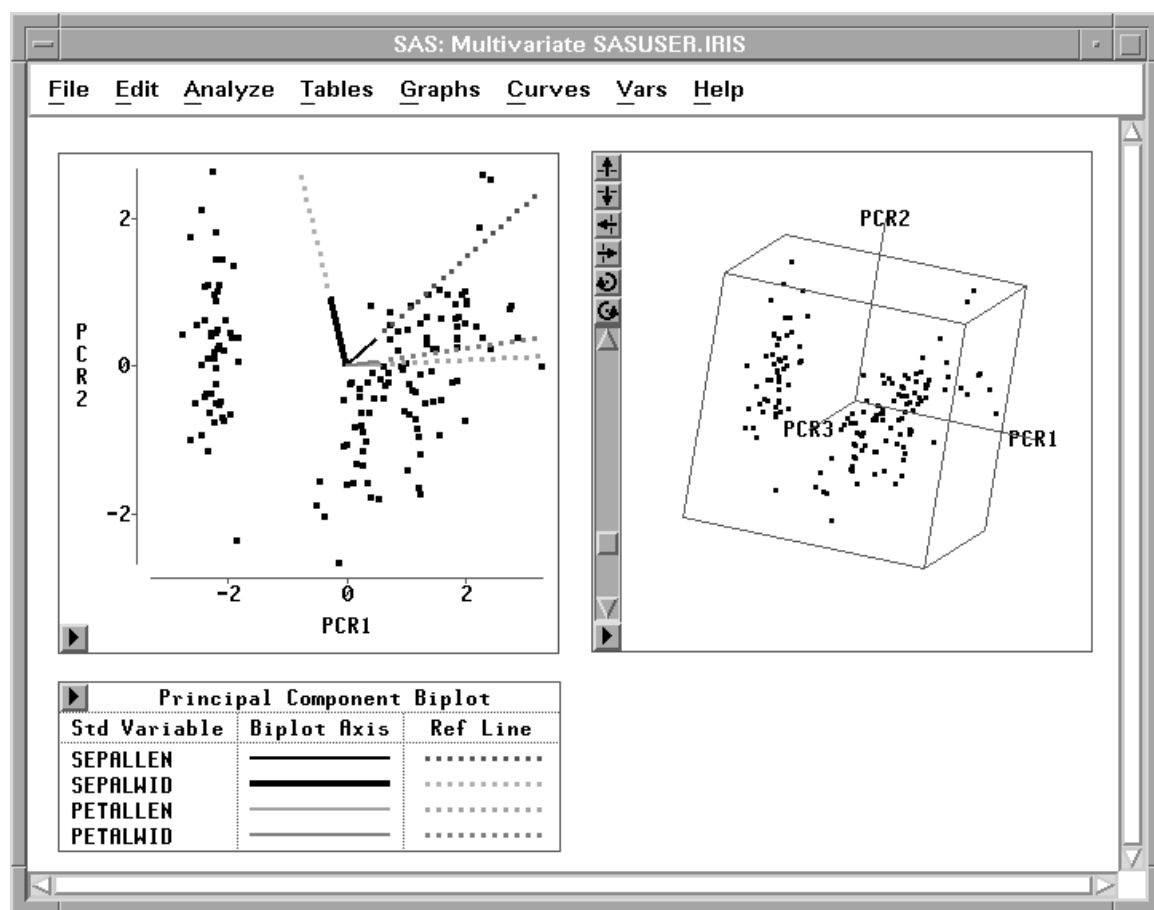 SAS: Multivariate SASUSER.IRIS
File Edit Analyze Tables Graphs Curves Vars Help
2
0
-2
PCR2
-2 0 2
PCR1
PCR2
PCR3
PCR1
Principal Component Biplot
Std Variable Biplot Axis Ref Line
SEPALLEN
SEPALWID
PETALLEN
PETALWID